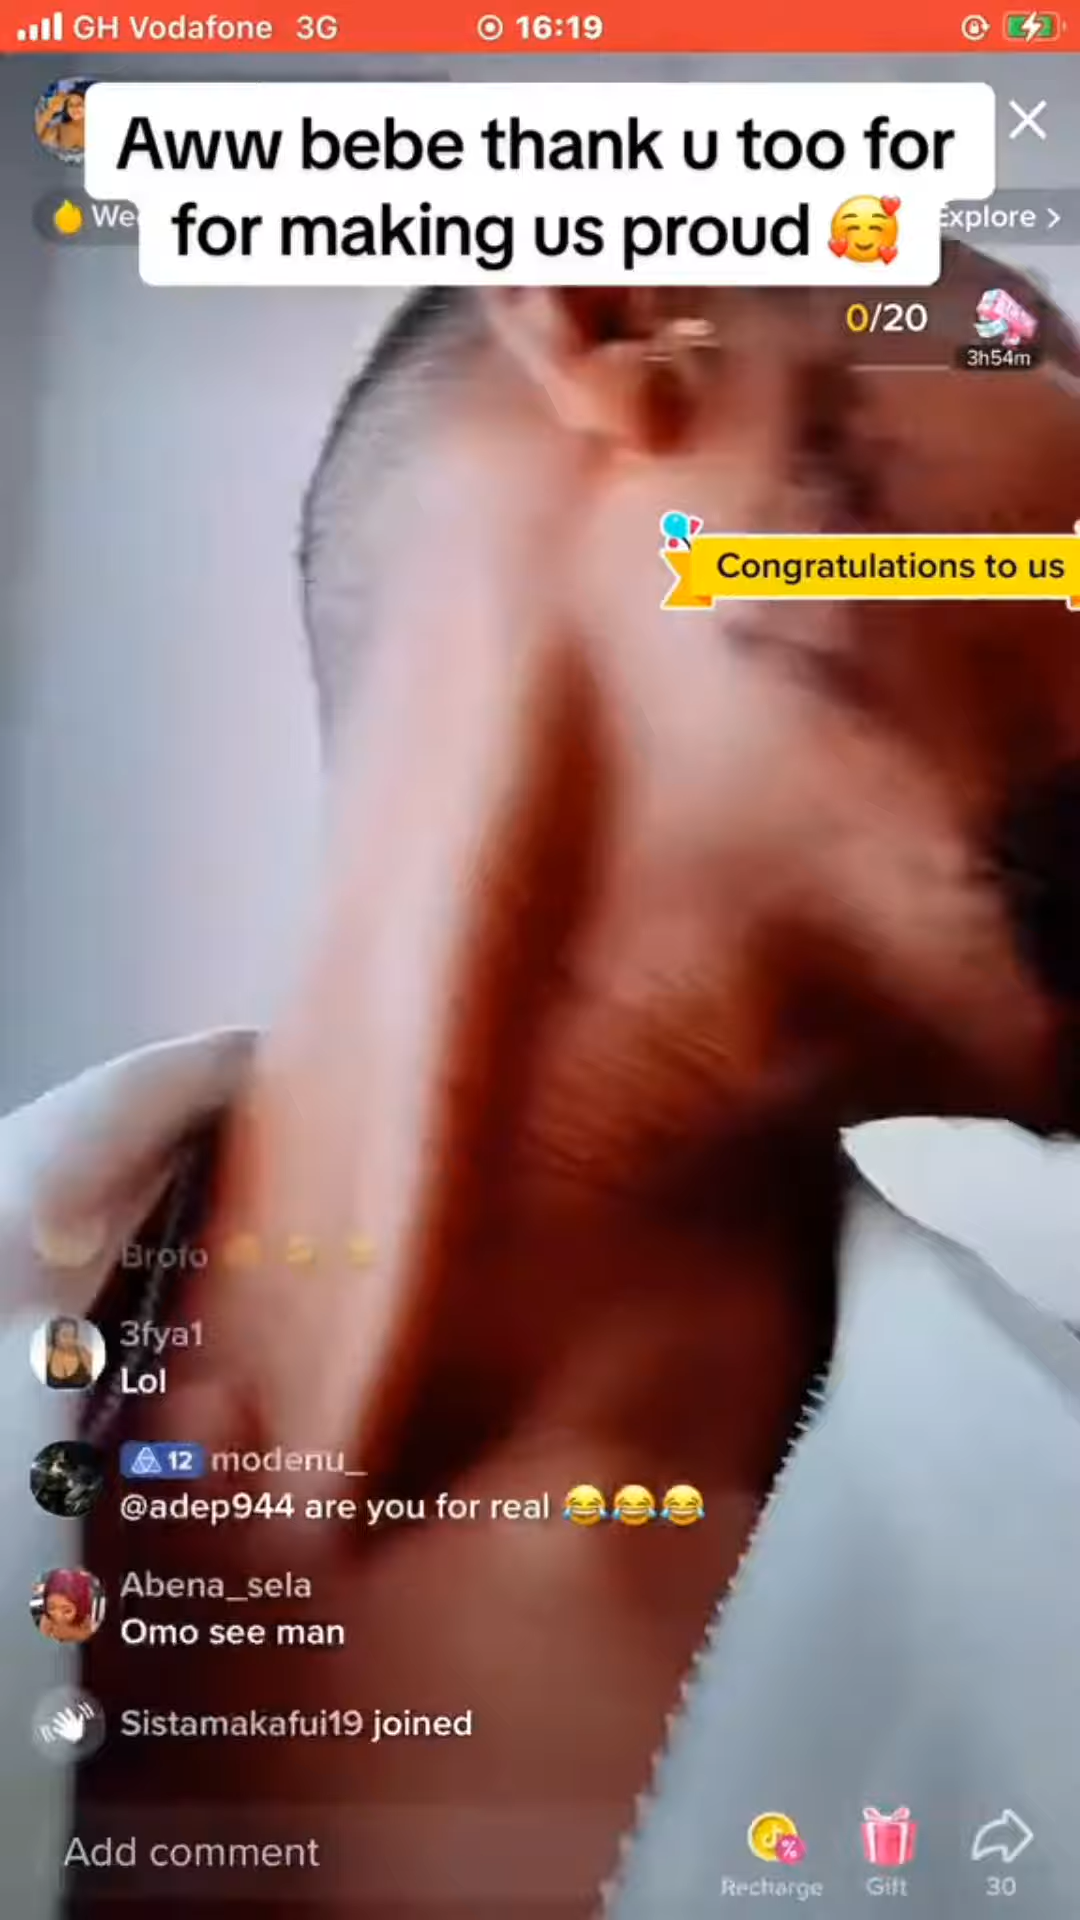 GH Vodafone 3G 16:19
Aww bebe thank u too for
for making us proud 🥰
We
Explore >
0/20
3h54m
Congratulations to us
Brofo
3fya1
Lol
12 modenu_
@adep944 are you for real 😂😂😂
Abena_sela
Omo see man
Sistamakafui19 joined
Add comment
Recharge
Gift
30